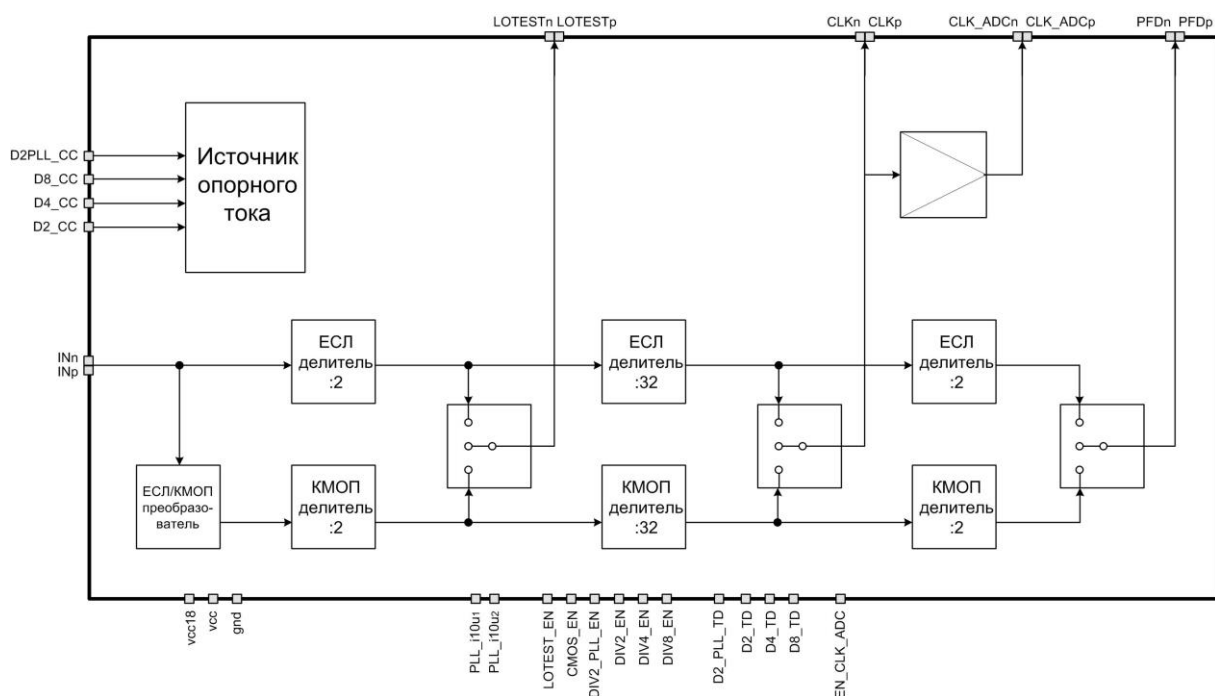 LOTESTn LOTESTp
CLKn CLKp
CLK_ADCn CLK_ADCp
PFDn PFDp
D2PLL_CC
D8_CC
D4_CC
D2_CC
Источник
опорного
тока
INn
INp
ЕСЛ
делитель
:2
ЕСЛ
делитель
:32
ЕСЛ
делитель
:2
ЕСЛ/КМОП
преобразо-
ватель
КМОП
делитель
:2
КМОП
делитель
:32
КМОП
делитель
:2
vcc18
vcc
gnd
PLL_i10u1
PLL_i10u2
LOTEST_EN
CMOS_EN
DIV2_PLL_EN
DIV2_EN
DIV4_EN
DIV8_EN
D2_PLL_TD
D2_TD
D4_TD
D8_TD
EN_CLK_ADC